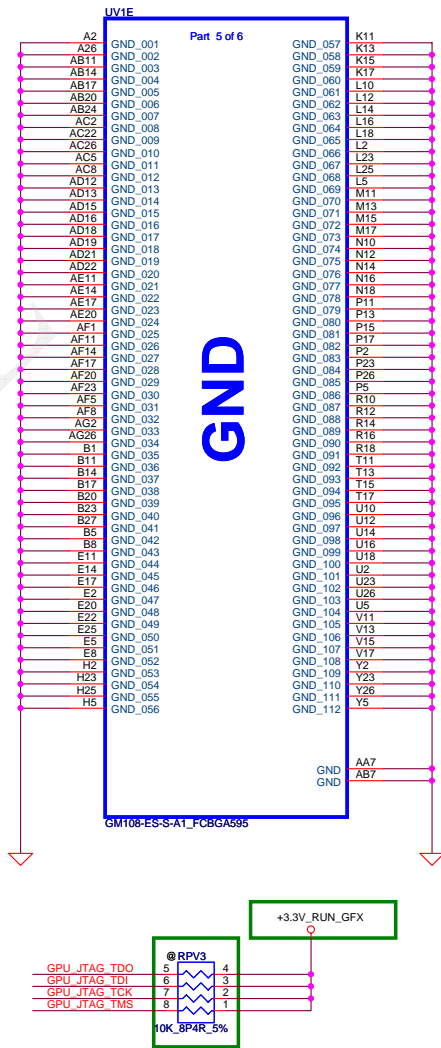 UV1E
Part 5 of 6
A2 GND_001 GND_057 K11
A26 GND_002 GND_058 K13
AB11 GND_003 GND_059 K15
AB14 GND_004 GND_060 K17
AB17 GND_005 GND_061 L10
AB20 GND_006 GND_062 L12
AB24 GND_007 GND_063 L14
AC2 GND_008 GND_064 L16
AC22 GND_009 GND_065 L18
AC26 GND_010 GND_066 L2
AC5 GND_011 GND_067 L23
AC8 GND_012 GND_068 L25
AD12 GND_013 GND_069 L5
AD13 GND_014 GND_070 M11
AD15 GND_015 GND_071 M13
AD16 GND_016 GND_072 M15
AD18 GND_017 GND_073 M17
AD19 GND_018 GND_074 N10
AD21 GND_019 GND_075 N12
AD22 GND_020 GND_076 N14
AE11 GND_021 GND_077 N16
AE14 GND_022 GND_078 N18
AE17 GND_023 GND_079 P11
AE20 GND_024 GND_080 P13
AF1 GND_025 GND_081 P15
AF11 GND_026 GND_082 P17
AF14 GND_027 GND_083 P2
AF17 GND_028 GND_084 P23
AF20 GND_029 GND_085 P26
AF23 GND_030 GND_086 P5
AF5 GND_031 GND_087 R10
AF8 GND_032 GND_088 R12
AG2 GND_033 GND_089 R14
AG26 GND_034 GND_090 R16
B1 GND_035 GND_091 R18
B11 GND_036 GND_092 T11
B14 GND_037 GND_093 T13
B17 GND_038 GND_094 T15
B20 GND_039 GND_095 T17
B23 GND_040 GND_096 U10
B27 GND_041 GND_097 U12
B5 GND_042 GND_098 U14
B8 GND_043 GND_099 U16
E11 GND_044 GND_100 U18
E14 GND_045 GND_101 U2
E17 GND_046 GND_102 U23
E2 GND_047 GND_103 U26
E20 GND_048 GND_104 U5
E22 GND_049 GND_105 V11
E25 GND_050 GND_106 V13
E5 GND_051 GND_107 V15
E8 GND_052 GND_108 V17
H2 GND_053 GND_109 Y2
H23 GND_054 GND_110 Y23
H25 GND_055 GND_111 Y26
H5 GND_056 GND_112 Y5
GND
GND AA7
GND AB7
GM108-ES-S-A1_FCBGA595
+3.3V_RUN_GFX
@RPV3
GPU_JTAG_TDO 5 4
GPU_JTAG_TDI 6 3
GPU_JTAG_TCK 7 2
GPU_JTAG_TMS 8 1
10K_8P4R_5%